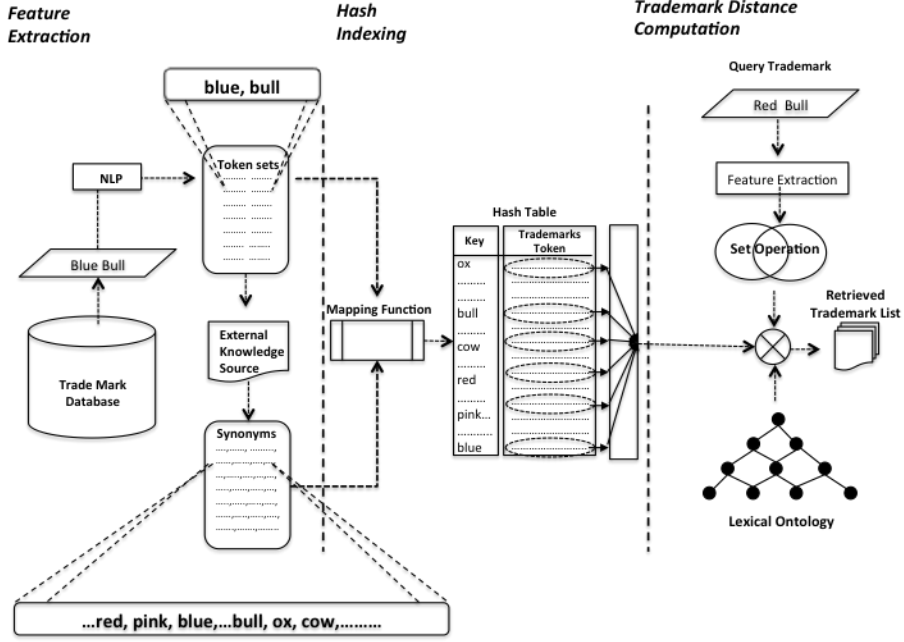 Feature
Extraction
Hash
Indexing
Trademark Distance
Computation
blue, bull
Token sets
NLP
Blue Bull
Trade Mark
Database
External
Knowledge
Source
Synonyms
...red, pink, blue,...bull, ox, cow,.........
Mapping Function
Hash Table
Key
Trademarks
Token
ox
bull
cow
red
pink...
blue
Query Trademark
Red Bull
Feature Extraction
Set Operation
Retrieved
Trademark List
Lexical Ontology